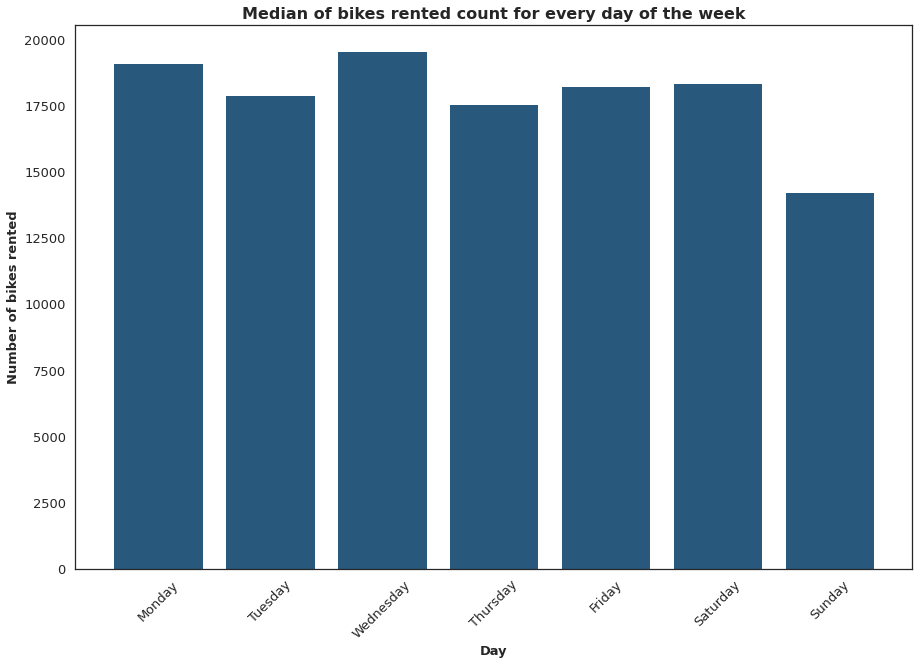 Median of bikes rented count for every day of the week
Number of bikes rented
20000
17500
15000
12500
10000
7500
5000
2500
0
Monday
Tuesday
Wednesday
Thursday
Friday
Saturday
Sunday
Day